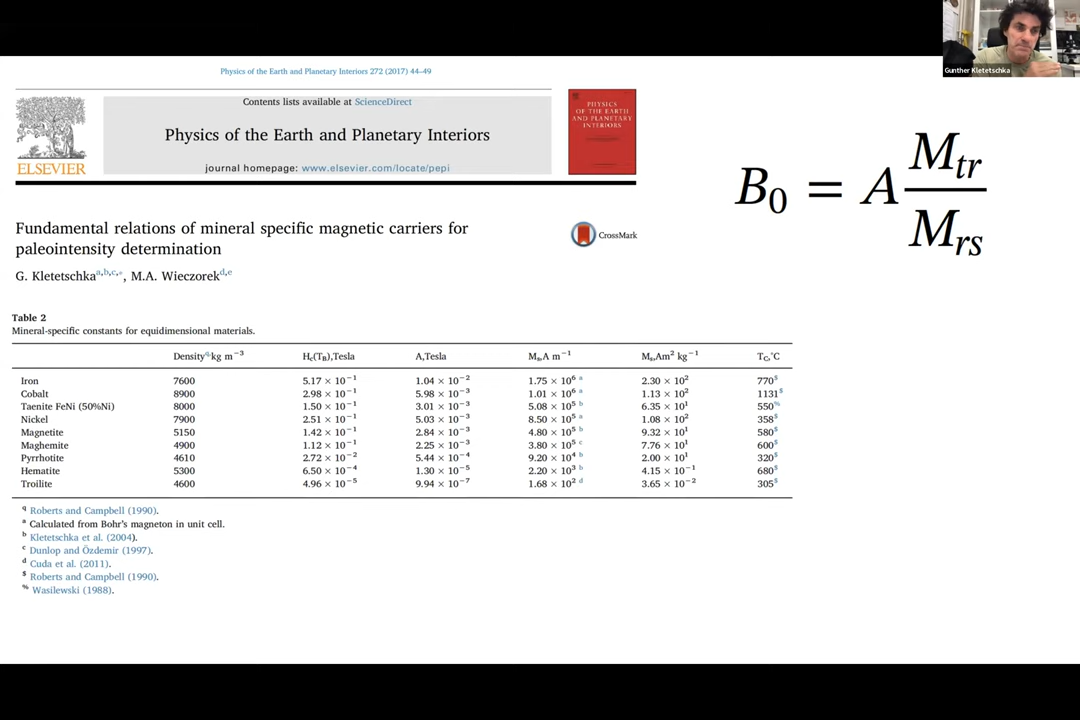 Gunther Kletetschka
Physics of the Earth and Planetary Interiors 272 (2017) 44–49
Contents lists available at ScienceDirect
Physics of the Earth and Planetary Interiors
journal homepage: www.elsevier.com/locate/pepi
ELSEVIER
PHYSICS
OF THE EARTH
AND PLANETARY
INTERIORS
B₀ = A Mtr / Mrs
Fundamental relations of mineral specific magnetic carriers for
paleointensity determination
CrossMark
G. Kletetschka a,b,c,⁎, M.A. Wieczorek d,e
Table 2
Mineral-specific constants for equidimensional materials.
Density q kg m⁻³ Hc(TB),Tesla A,Tesla Ms,A m⁻¹ Ms,Am² kg⁻¹ TC,°C
Iron 7600 5.17 × 10⁻¹ 1.04 × 10⁻² 1.75 × 10⁶ a 2.30 × 10² 770 $
Cobalt 8900 2.98 × 10⁻¹ 5.98 × 10⁻³ 1.01 × 10⁶ a 1.13 × 10² 1131 $
Taenite FeNi (50%Ni) 8000 1.50 × 10⁻¹ 3.01 × 10⁻³ 5.08 × 10⁵ b 6.35 × 10¹ 550 %
Nickel 7900 2.51 × 10⁻¹ 5.03 × 10⁻³ 8.50 × 10⁵ a 1.08 × 10² 358 $
Magnetite 5150 1.42 × 10⁻¹ 2.84 × 10⁻³ 4.80 × 10⁵ b 9.32 × 10¹ 580 $
Maghemite 4900 1.12 × 10⁻¹ 2.25 × 10⁻³ 3.80 × 10⁵ c 7.76 × 10¹ 600 $
Pyrrhotite 4610 2.72 × 10⁻² 5.44 × 10⁻⁴ 9.20 × 10⁴ b 2.00 × 10¹ 320 $
Hematite 5300 6.50 × 10⁻⁴ 1.30 × 10⁻⁵ 2.20 × 10³ b 4.15 × 10⁻¹ 680 $
Troilite 4600 4.96 × 10⁻⁵ 9.94 × 10⁻⁷ 1.68 × 10² d 3.65 × 10⁻² 305 $
q Roberts and Campbell (1990).
a Calculated from Bohr's magneton in unit cell.
b Kletetschka et al. (2004).
c Dunlop and Özdemir (1997).
d Cuda et al. (2011).
$ Roberts and Campbell (1990).
% Wasilewski (1988).